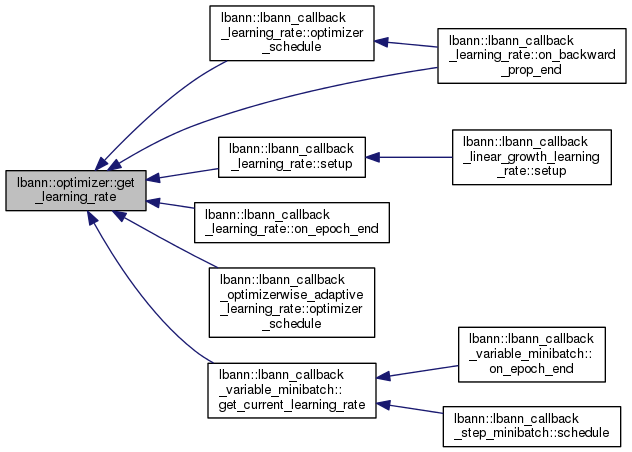 lbann::lbann_callback
_learning_rate::optimizer
_schedule
lbann::lbann_callback
_learning_rate::on_backward
_prop_end
lbann::lbann_callback
_learning_rate::setup
lbann::lbann_callback
_linear_growth_learning
_rate::setup
lbann::optimizer::get
_learning_rate
lbann::lbann_callback
_learning_rate::on_epoch_end
lbann::lbann_callback
_optimizerwise_adaptive
_learning_rate::optimizer
_schedule
lbann::lbann_callback
_variable_minibatch::
on_epoch_end
lbann::lbann_callback
_variable_minibatch::
get_current_learning_rate
lbann::lbann_callback
_step_minibatch::schedule